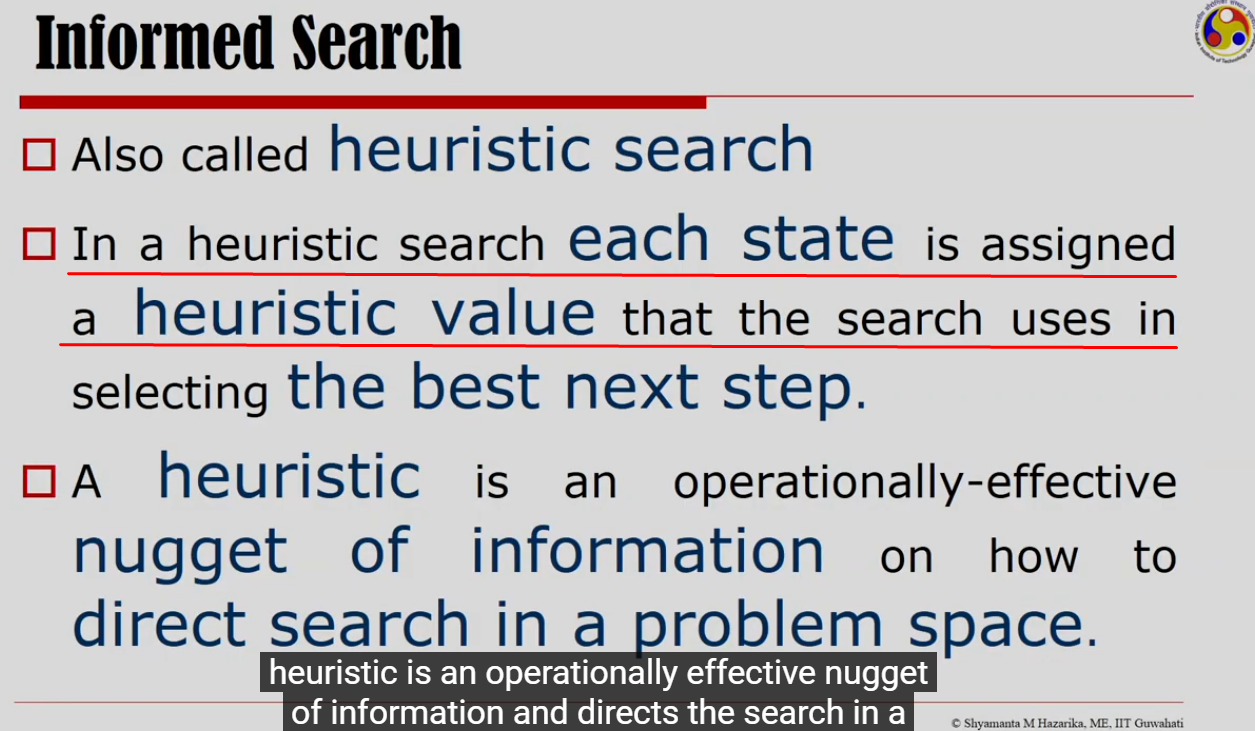 Informed Search
Also called heuristic search
In a heuristic search each state is assigned
a heuristic value that the search uses in
selecting the best next step.
A heuristic is an operationally-effective
nugget of information on how to
direct search in a problem space.
heuristic is an operationally effective nugget
of information and directs the search in a
© Shyamanta M Hazarika, ME, IIT Guwahati